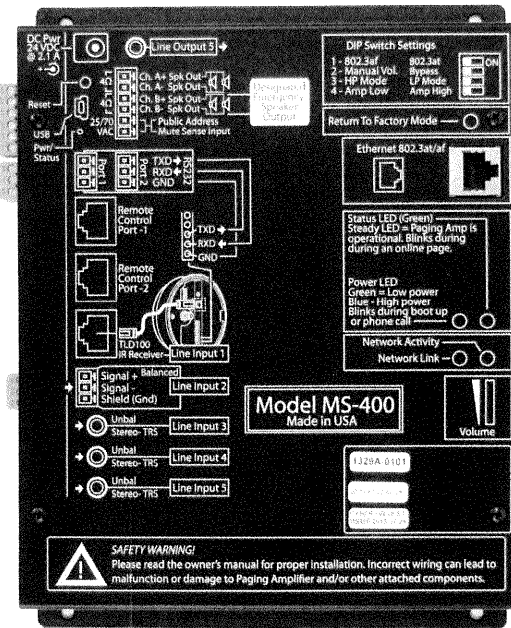 DC Pwr
24 VDC
@ 2.1 A
Line Output 5
Ch. A+ Spk Out
Ch. A- Spk Out
Ch. B+ Spk Out
Ch. B- Spk Out
Designated
Emergency
Speaker
Output
4Ω
4Ω
25/70
VAC
Public Address
Mute Sense Input
Reset
USB
Pwr/
Status
DIP Switch Settings
1 - 802.3af 802.3at
2 - Manual Vol. Bypass
3 - HP Mode LP Mode
4 - Amp Low Amp High
ON
Return To Factory Mode
Ethernet 802.3at/af
Port 1
Port 2
TXD
RXD
GND
RS232
Remote
Control
Port -1
Remote
Control
Port -2
TXD
RXD
GND
TLD100
IR Receiver
Line Input 1
Status LED (Green)
Steady LED = Paging Amp is
operational. Blinks during
during an online page.
Power LED
Green = Low power
Blue - High power
Blinks during boot up
or phone call
Network Activity
Network Link
Signal + Balanced
Signal -
Shield (Gnd)
Line Input 2
Unbal
Stereo- TRS
Line Input 3
Unbal
Stereo- TRS
Line Input 4
Unbal
Stereo- TRS
Line Input 5
Model MS-400
Made in USA
Volume
1329A-0101
SAFETY WARNING!
Please read the owner's manual for proper installation. Incorrect wiring can lead to
malfunction or damage to Paging Amplifier and/or other attached components.